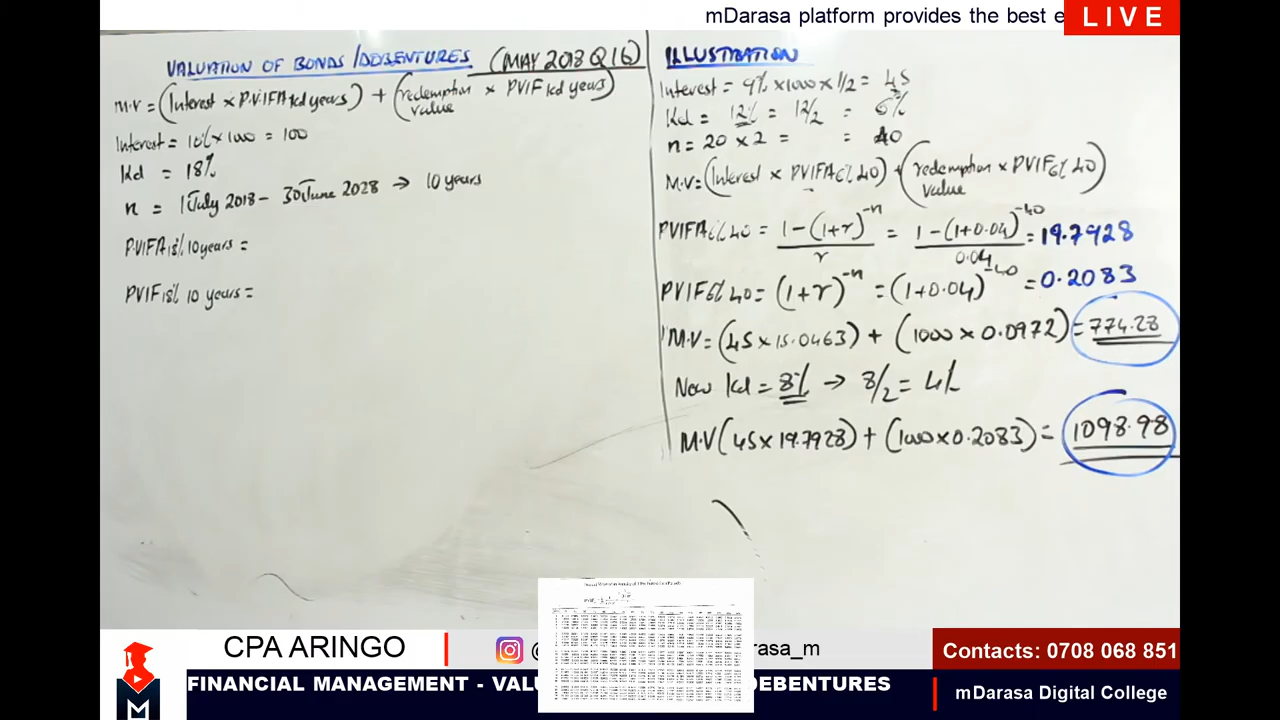 mDarasa platform provides the best e
LIVE
VALUATION OF BONDS /DEBENTURES (MAY 2018 Q1b)
M.V = (Interest × PVIFA kd years) + (redemption value × PVIF kd years)
Interest = 10% × 1000 = 100
Kd = 18%
n = 1 July 2018 - 30 June 2028 → 10 years
PVIFA 18% 10 years =
PVIF 18% 10 years =
ILLUSTRATION
Interest = 9% × 1000 × 1/2 = 45
Kd = 12% = 12/2 = 6%
n = 20 × 2 = = 40
M.V = (Interest × PVIFA 6% 40) + (redemption value × PVIF 6% 40)
PVIFA 6% 40 = 1-(1+r)^-n / r = 1-(1+0.04)^-40 / 0.04 = 19.7928
PVIF 6% 40 = (1+r)^-n = (1+0.04)^-40 = 0.2083
M.V = (45 × 15.0463) + (1000 × 0.0972) = 774.28
New Kd = 8% → 8/2 = 4%
M.V (45 × 19.7928) + (1000 × 0.2083) = 1098.98
CPA ARINGO
@
rasa_m
Contacts: 0708 068 851
FINANCIAL
NAGEMENT - VALU
DEBENTURES
mDarasa Digital College